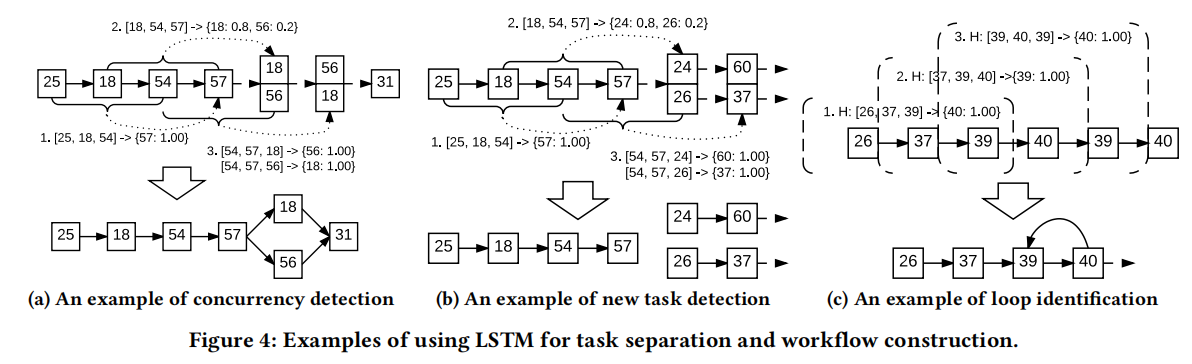 2. [18, 54, 57] -> {18: 0.8, 56: 0.2}
25
18
54
57
18
56
56
18
31
1. [25, 18, 54] -> {57: 1.00}
3. [54, 57, 18] -> {56: 1.00}
[54, 57, 56] -> {18: 1.00}
25
18
54
57
18
56
31
(a) An example of concurrency detection
2. [18, 54, 57] -> {24: 0.8, 26: 0.2}
25
18
54
57
24
60
26
37
1. [25, 18, 54] -> {57: 1.00}
3. [54, 57, 24] -> {60: 1.00}
[54, 57, 26] -> {37: 1.00}
25
18
54
57
24
60
26
37
(b) An example of new task detection
3. H: [39, 40, 39] -> {40: 1.00}
2. H: [37, 39, 40] ->{39: 1.00}
1. H: [26, 37, 39] -> {40: 1.00}
26
37
39
40
39
40
26
37
39
40
(c) An example of loop identification
Figure 4: Examples of using LSTM for task separation and workflow construction.